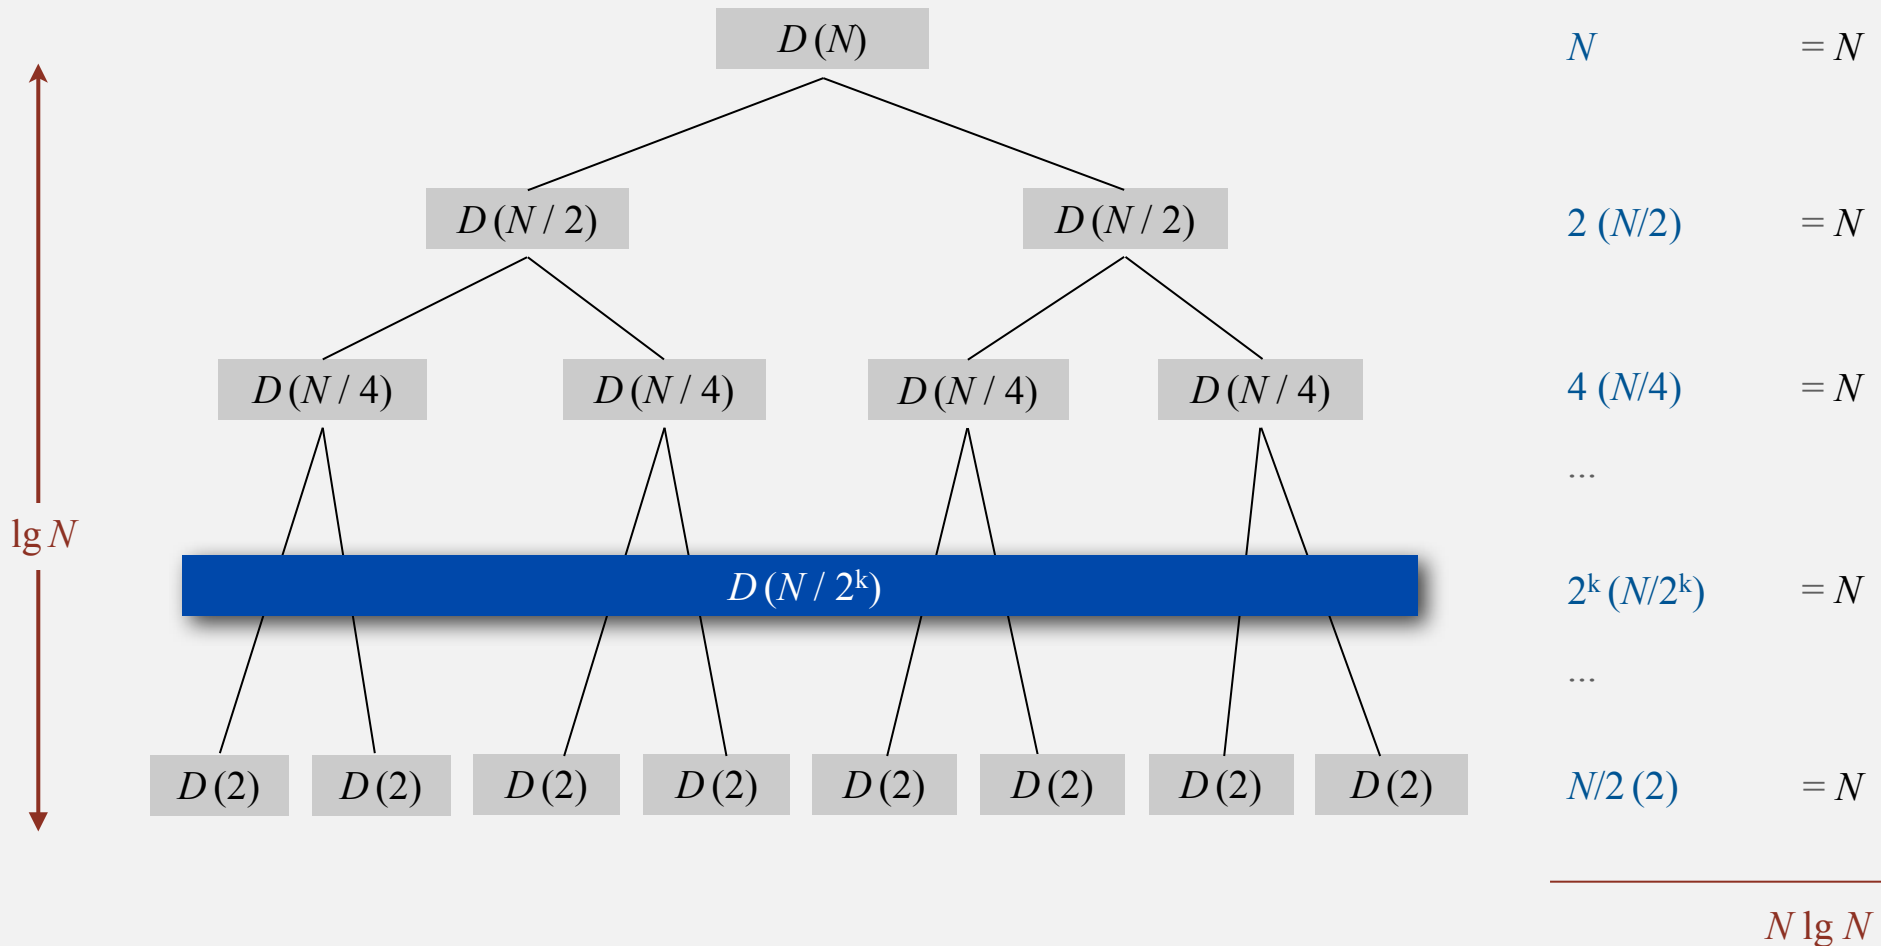 D (N) N = N
D (N / 2) D (N / 2) 2 (N/2) = N
D (N / 4) D (N / 4) D (N / 4) D (N / 4) 4 (N/4) = N
...
lg N
D (N / 2ᵏ) 2ᵏ (N/2ᵏ) = N
...
D (2) D (2) D (2) D (2) D (2) D (2) D (2) D (2) N/2 (2) = N
N lg N